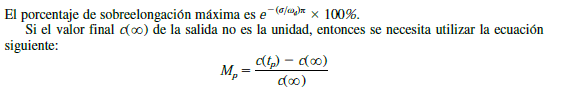 El porcentaje de sobreelongación máxima es e^{-(σ/ω_d)π} × 100%.
Si el valor final c(∞) de la salida no es la unidad, entonces se necesita utilizar la ecuación
siguiente:
M_p = \frac{c(t_p) - c(∞)}{c(∞)}